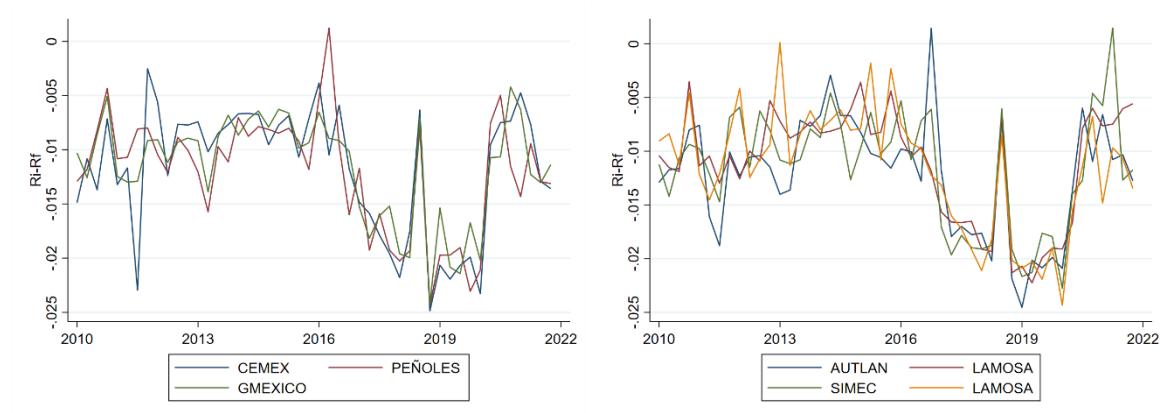 0
-.005
-.01
-.015
-.02
-.025
Ri-Rf
2010 2013 2016 2019 2022
CEMEX PEÑOLES
GMEXICO
0
-.005
-.01
-.015
-.02
-.025
Ri-Rf
2010 2013 2016 2019 2022
AUTLAN LAMOSA
SIMEC LAMOSA